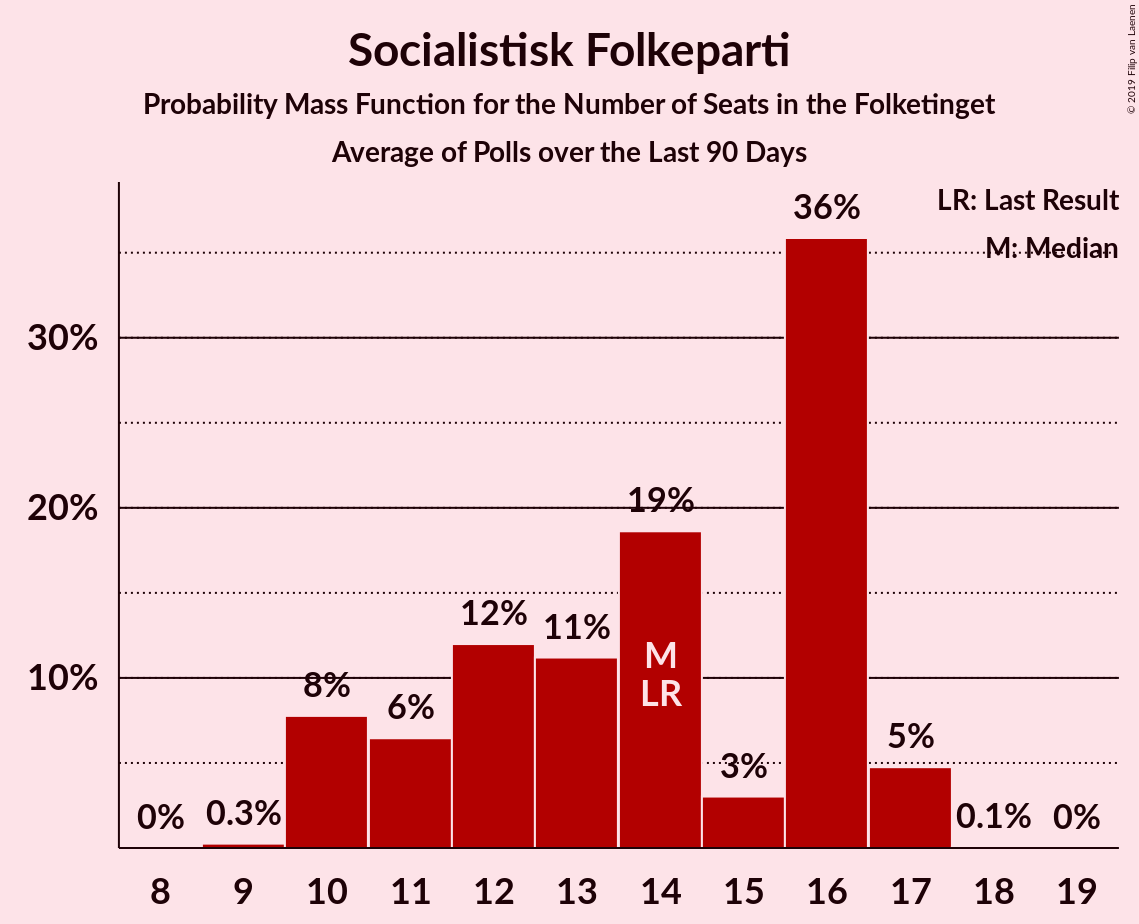 Socialistisk Folkeparti
Probability Mass Function for the Number of Seats in the Folketinget
Average of Polls over the Last 90 Days
© 2019 Filip van Laenen
LR: Last Result
M: Median
30%
20%
10%
0%
0.3%
8%
6%
12%
11%
19%
3%
36%
5%
0.1%
0%
M
LR
8 9 10 11 12 13 14 15 16 17 18 19